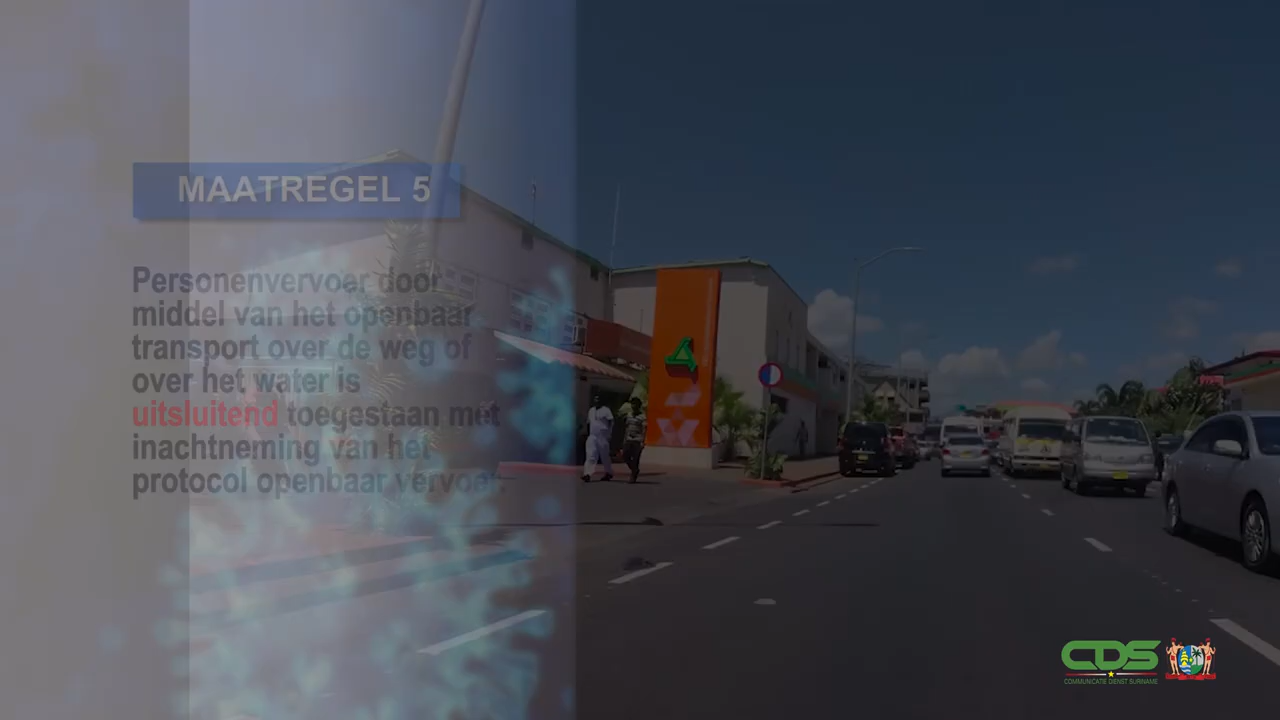 MAATREGEL 5
Personenvervoer door
middel van het openbaar
transport over de weg of
over het water is
uitsluitend toegestaan met
inachtneming van het
protocol openbaar vervoer.
CDS
COMMUNICATIE DIENST SURINAME